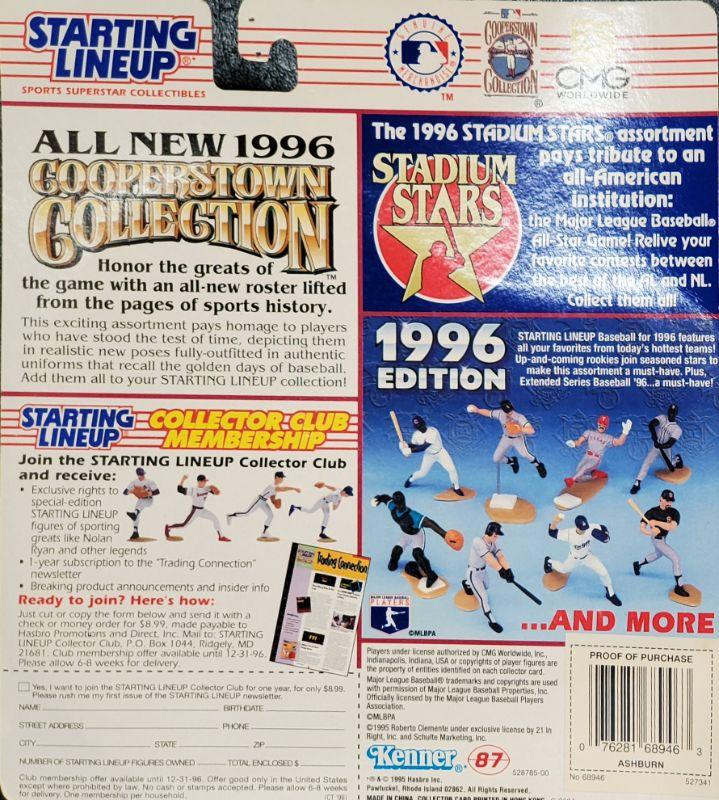 STARTING
LINEUP®
SPORTS SUPERSTAR COLLECTIBLES
GENUINE
MERCHANDISE
TM
COOPERSTOWN
COLLECTION
®
CMG
WORLDWIDE
ALL NEW 1996
COOPERSTOWN
COLLECTION
TM
Honor the greats of
the game with an all-new roster lifted
from the pages of sports history.
This exciting assortment pays homage to players
who have stood the test of time, depicting them
in realistic new poses fully-outfitted in authentic
uniforms that recall the golden days of baseball.
Add them all to your STARTING LINEUP collection!
The 1996 STADIUM STARS® assortment
pays tribute to an
all-American
institution:
the Major League Baseball®
All-Star Game! Relive your
favorite contests between
the best of the AL and NL.
Collect them all!
STADIUM
STARS
1996
EDITION
STARTING LINEUP Baseball for 1996 features
all your favorites from today's hottest teams!
Up-and-coming rookies join seasoned stars to
make this assortment a must-have. Plus,
Extended Series Baseball '96...a must-have!
MAJOR LEAGUE BASEBALL
PLAYERS
©MLBPA
...AND MORE
STARTING
LINEUP
COLLECTOR CLUB
MEMBERSHIP
Join the STARTING LINEUP Collector Club
and receive:
• Exclusive rights to
special-edition
STARTING LINEUP
figures of sporting
greats like Nolan
Ryan and other legends
• 1-year subscription to the "Trading Connection"
newsletter
• Breaking product announcements and insider info
Trading Connection
Ready to join? Here's how:
Just cut or copy the form below and send it with a
check or money order for $8.99, made payable to
Hasbro Promotions and Direct, Inc. Mail to: STARTING
LINEUP Collector Club, P.O. Box 1044, Ridgely, MD
21681. Club membership offer available until 12-31-96.
Please allow 6-8 weeks for delivery.
Yes, I want to join the STARTING LINEUP Collector Club for one year, for only $8.99.
Please rush me my first issue of the STARTING LINEUP newsletter.
NAME BIRTHDATE
STREET ADDRESS PHONE
CITY STATE ZIP
NUMBER OF STARTING LINEUP FIGURES OWNED TOTAL ENCLOSED $
Club membership offer available until 12-31-96. Offer good only in the United States
except where prohibited by law. No cash or stamps accepted. Please allow 6-8 weeks
for delivery. One membership per household.
Players under license authorized by CMG Worldwide, Inc.,
Indianapolis, Indiana, USA or copyrights of player figures are
the property of entities identified on each collector card.
Major League Baseball® trademarks and copyrights are used
with permission of Major League Baseball Properties, Inc.
Officially licensed by the Major League Baseball Players
Association.
©MLBPA
©1995 Roberto Clemente under exclusive license by 21 In
Right, Inc. and Schulte Marketing, Inc.
Kenner® 87
528785-00
®& © 1995 Hasbro Inc.
Pawtucket, Rhode Island 02862. All Rights Reserved.
MADE IN CHINA. COLLECTOR CARD PRINTED IN HONG KONG.
PROOF OF PURCHASE
0 76281 68946 3
ASHBURN
No 68946
527341